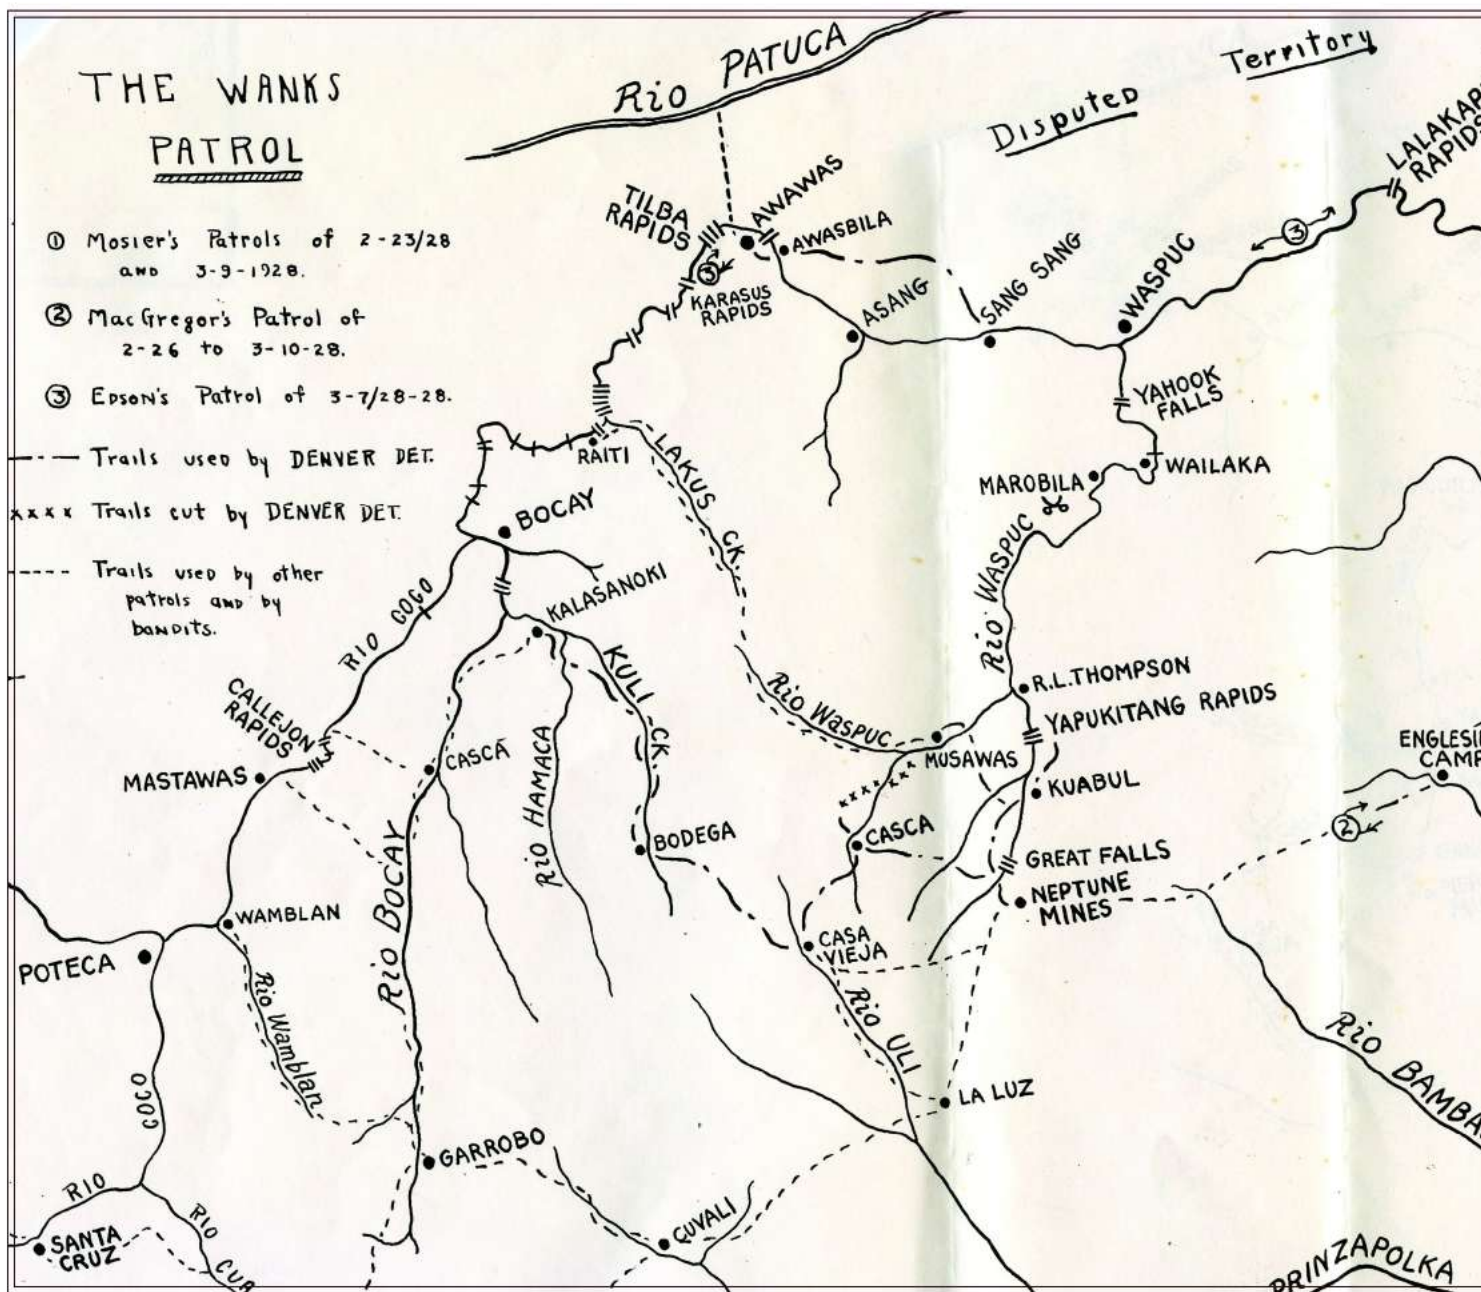 THE WANKS
PATROL
① Mosier's Patrols of 2-23/28
AND 3-9-1928.
② MacGregor's Patrol of
2-26 to 3-10-28.
③ EDSON'S Patrol of 3-7/28-28.
Trails used by DENVER DET.
Trails cut by DENVER DET.
Trails used by other
patrols AND by
bandits.
Rio PATUCA
Disputed Territory
LALAKAP
RAPIDS
TILBA
RAPIDS
AWAWAS
AWASBILA
③
③
KARASUS
RAPIDS
ASANG
SANG SANG
WASPUC
YAHOOK
FALLS
RAITI
LAKUS CK.
MAROBILA
WAILAKA
BOCAY
RIO COCO
KALASANOKI
RIO WASPUC
KULI CK.
R.L. THOMPSON
CALLEJON
RAPIDS
Rio WASPUC
YAPUKITANG RAPIDS
MASTAWAS
CASCÁ
RIO HAMACA
MUSAWAS
KUABUL
ENGLESI
CAMP
②
BODEGA
CASCA
GREAT FALLS
NEPTUNE
MINES
RIO BOCAY
WAMBLAN
CASA
VIEJA
POTECA
Rio Wamblan
Rio ULI
Rio BAMBA
COCO
LA LUZ
GARROBO
RIO
RIO
CUA
SANTA
CRUZ
CUVALI
PRINZAPOLKA